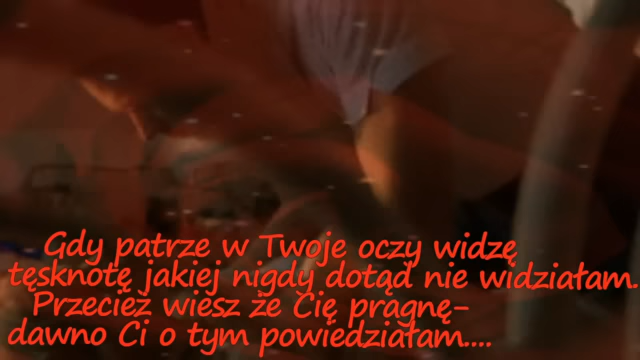 Gdy patrze w Twoje oczy widzę
tęsknotę jakiej nigdy dotąd nie widziałam.
Przecież wiesz że Cię pragnę-
dawno Ci o tym powiedziałam....